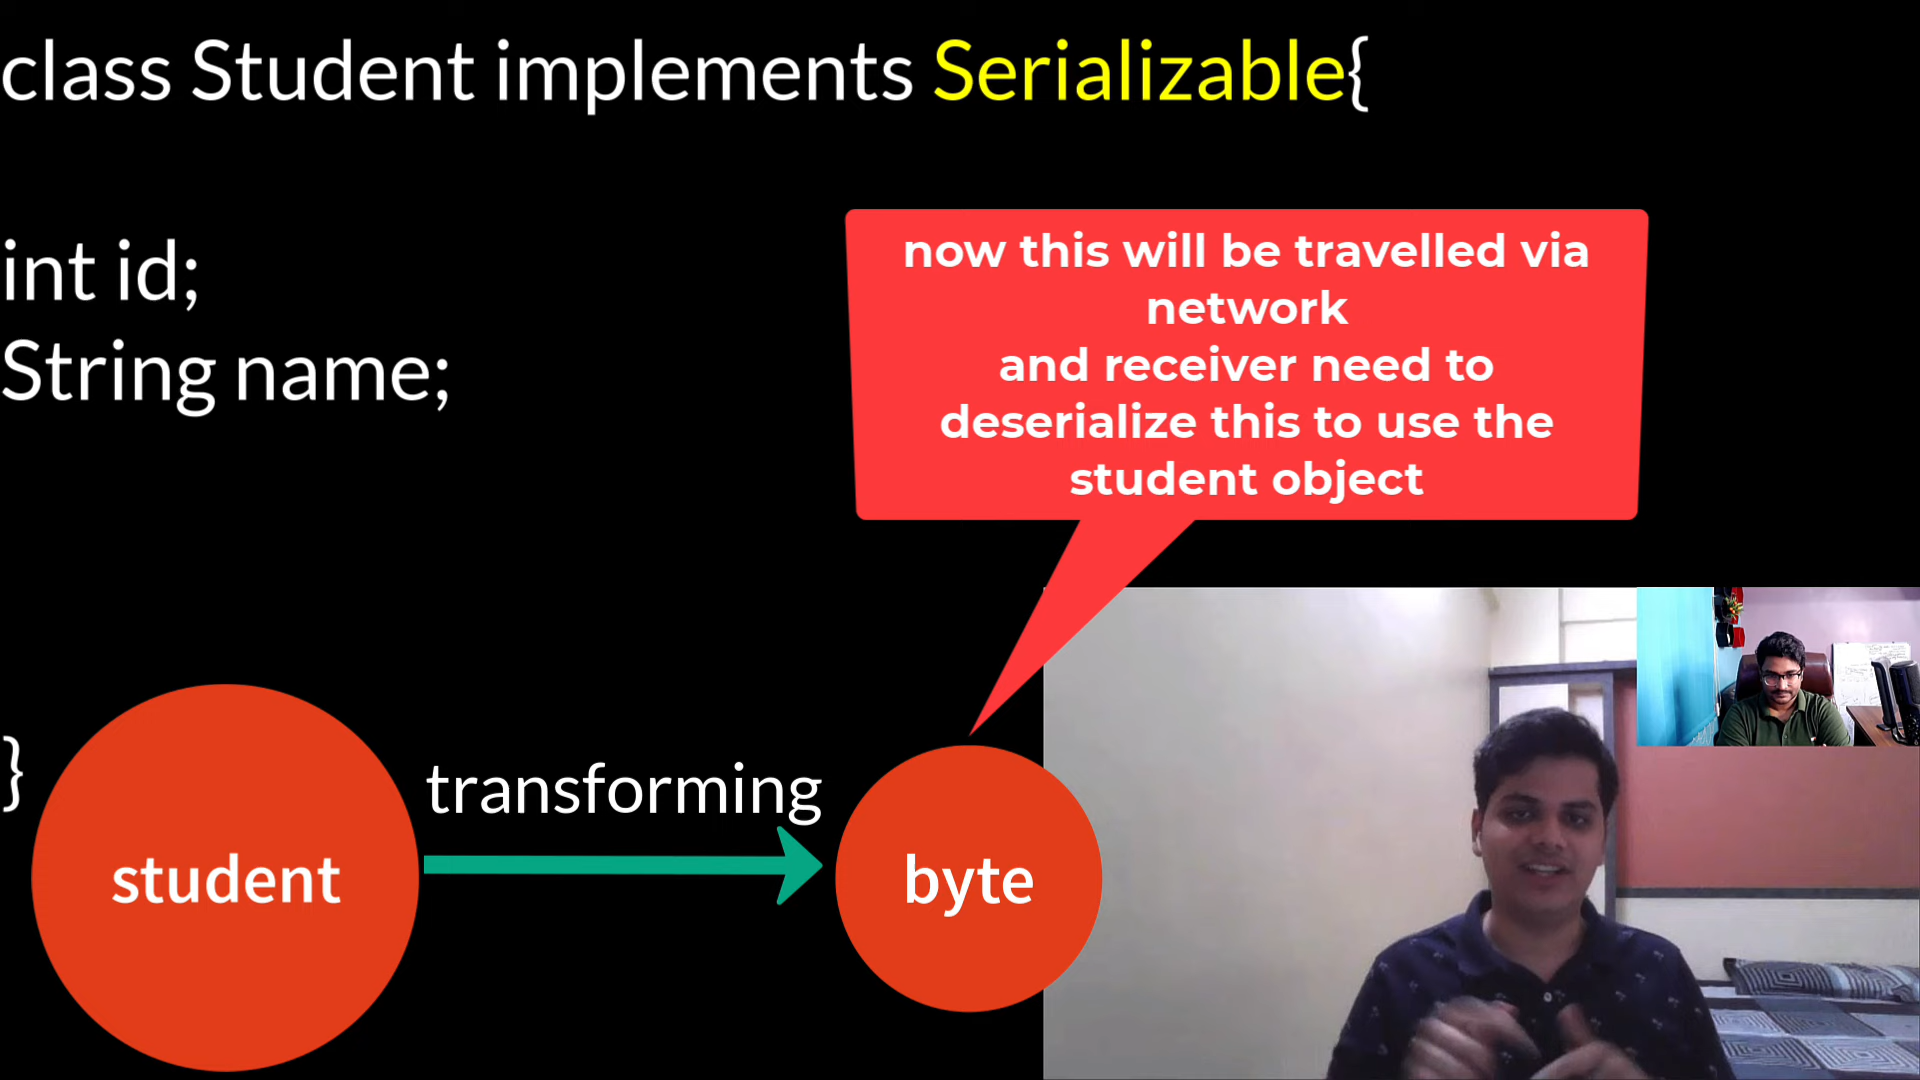 class Student implements Serializable{
int id;
String name;
now this will be travelled via
network
and receiver need to
deserialize this to use the
student object
}
transforming
student
byte